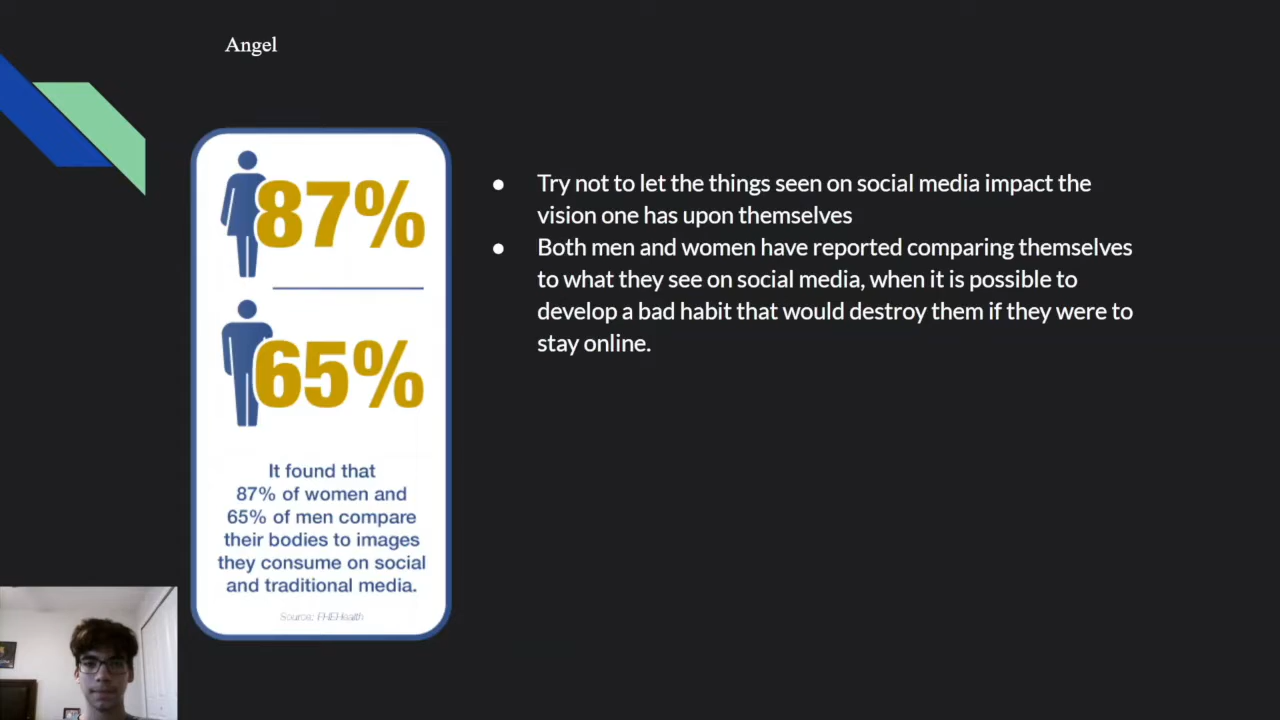 Angel
87%
65%
It found that
87% of women and
65% of men compare
their bodies to images
they consume on social
and traditional media.
Source: FHEHealth
● Try not to let the things seen on social media impact the
vision one has upon themselves
● Both men and women have reported comparing themselves
to what they see on social media, when it is possible to
develop a bad habit that would destroy them if they were to
stay online.